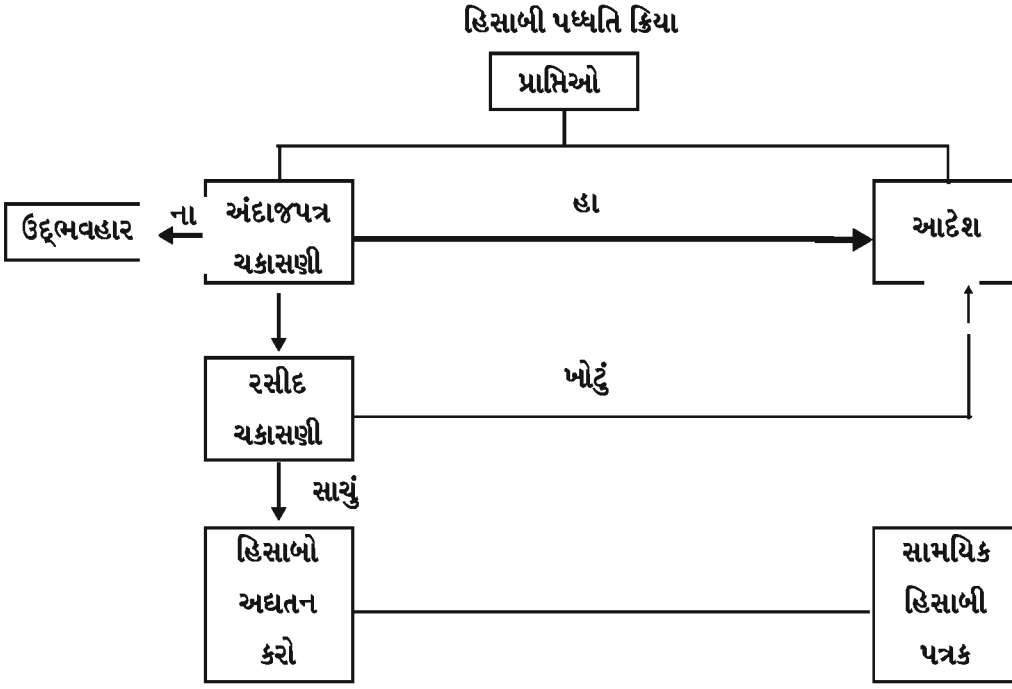 હિસાબી પધ્ધતિ ક્રિયા
પ્રાપ્તિઓ
ઉદ્ભવહાર
ના
અંદાજપત્ર
ચકાસણી
હા
આદેશ
રસીદ
ચકાસણી
ખોટું
સાચું
હિસાબો
અદ્યતન
કરો
સામયિક
હિસાબી
પત્રક